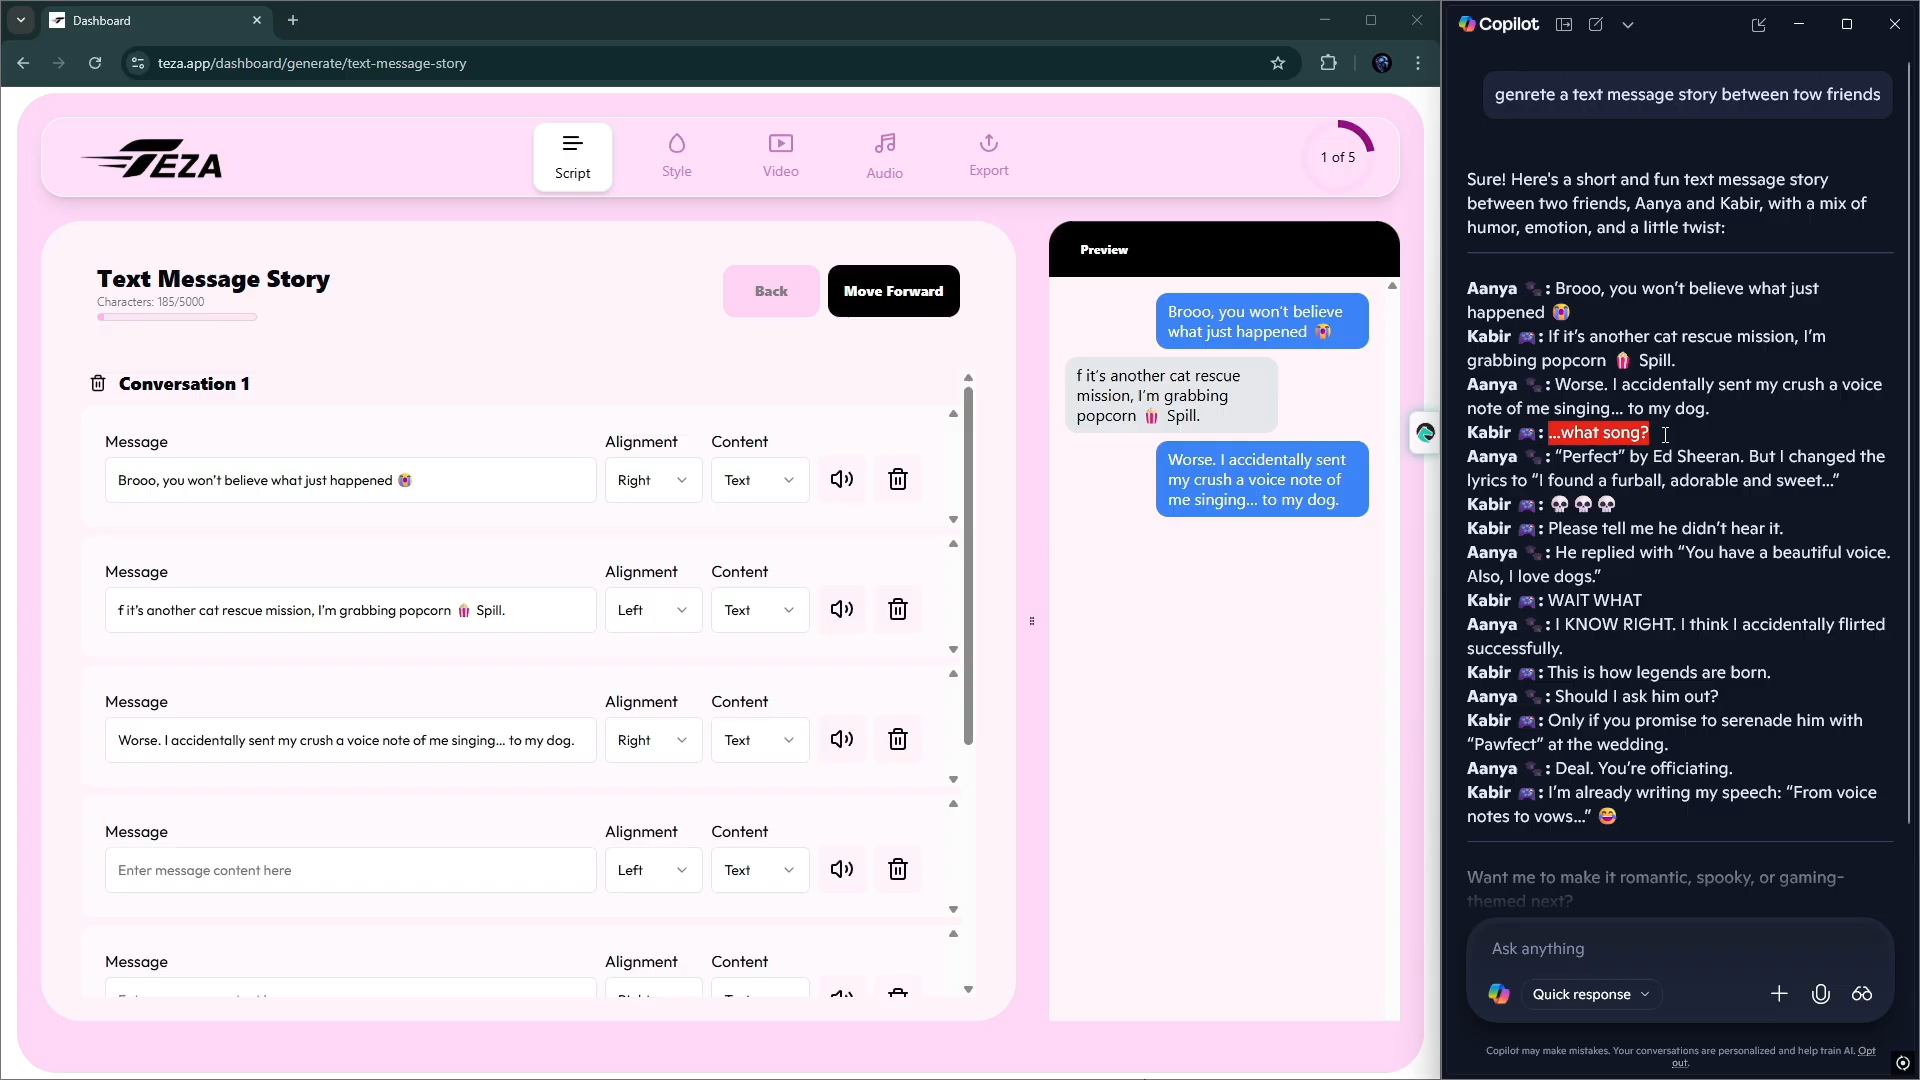 Dashboard
teza.app/dashboard/generate/text-message-story
TEZA
Script
Style
Video
Audio
Export
1 of 5
Text Message Story
Characters: 185/5000
Back
Move Forward
Conversation 1
Message
Alignment
Content
Brooo, you won't believe what just happened 😭
Right
Text
Message
Alignment
Content
f it's another cat rescue mission, I'm grabbing popcorn 🍿 Spill.
Left
Text
Message
Alignment
Content
Worse. I accidentally sent my crush a voice note of me singing... to my dog.
Right
Text
Message
Alignment
Content
Enter message content here
Left
Text
Message
Alignment
Content
Preview
Brooo, you won't believe
what just happened 😭
f it's another cat rescue
mission, I'm grabbing
popcorn 🍿 Spill.
Worse. I accidentally sent
my crush a voice note of
me singing... to my dog.
Copilot
genrete a text message story between tow friends
Sure! Here's a short and fun text message story
between two friends, Aanya and Kabir, with a mix of
humor, emotion, and a little twist:
Aanya 🐾: Brooo, you won't believe what just
happened 😭
Kabir 🎮: If it's another cat rescue mission, I'm
grabbing popcorn 🍿 Spill.
Aanya 🐾: Worse. I accidentally sent my crush a voice
note of me singing... to my dog.
Kabir 🎮: ...what song?
Aanya 🐾: “Perfect” by Ed Sheeran. But I changed the
lyrics to “I found a furball, adorable and sweet...”
Kabir 🎮: 💀💀💀
Kabir 🎮: Please tell me he didn't hear it.
Aanya 🐾: He replied with “You have a beautiful voice.
Also, I love dogs.”
Kabir 🎮: WAIT WHAT
Aanya 🐾: I KNOW RIGHT. I think I accidentally flirted
successfully.
Kabir 🎮: This is how legends are born.
Aanya 🐾: Should I ask him out?
Kabir 🎮: Only if you promise to serenade him with
“Pawfect” at the wedding.
Aanya 🐾: Deal. You're officiating.
Kabir 🎮: I'm already writing my speech: “From voice
notes to vows...” 😂
Want me to make it romantic, spooky, or gaming-
themed next?
Ask anything
Quick response
Copilot may make mistakes. Your conversations are personalized and help train AI. Opt
out.